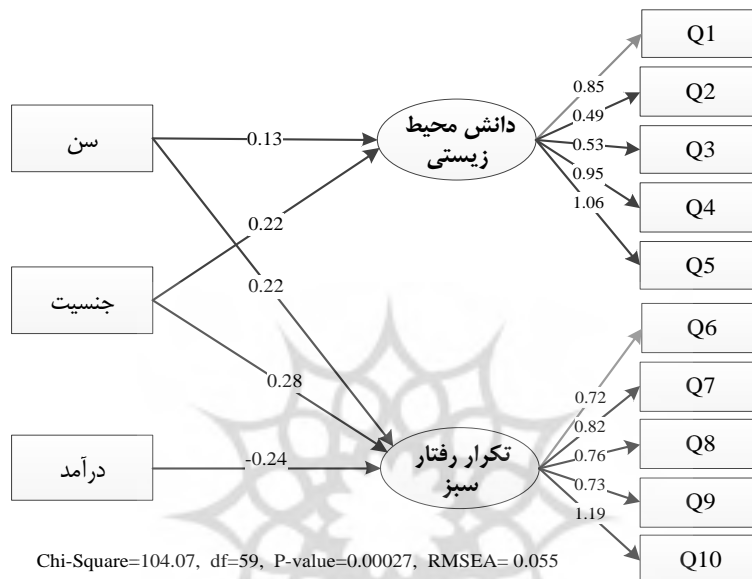 سن
جنسیت
درآمد
0.13
0.22
0.22
0.28
-0.24
دانش محیط
زیستی
تکرار رفتار
سبز
0.85
0.49
0.53
0.95
1.06
0.72
0.82
0.76
0.73
1.19
Q1
Q2
Q3
Q4
Q5
Q6
Q7
Q8
Q9
Q10
Chi-Square=104.07, df=59, P-value=0.00027, RMSEA= 0.055